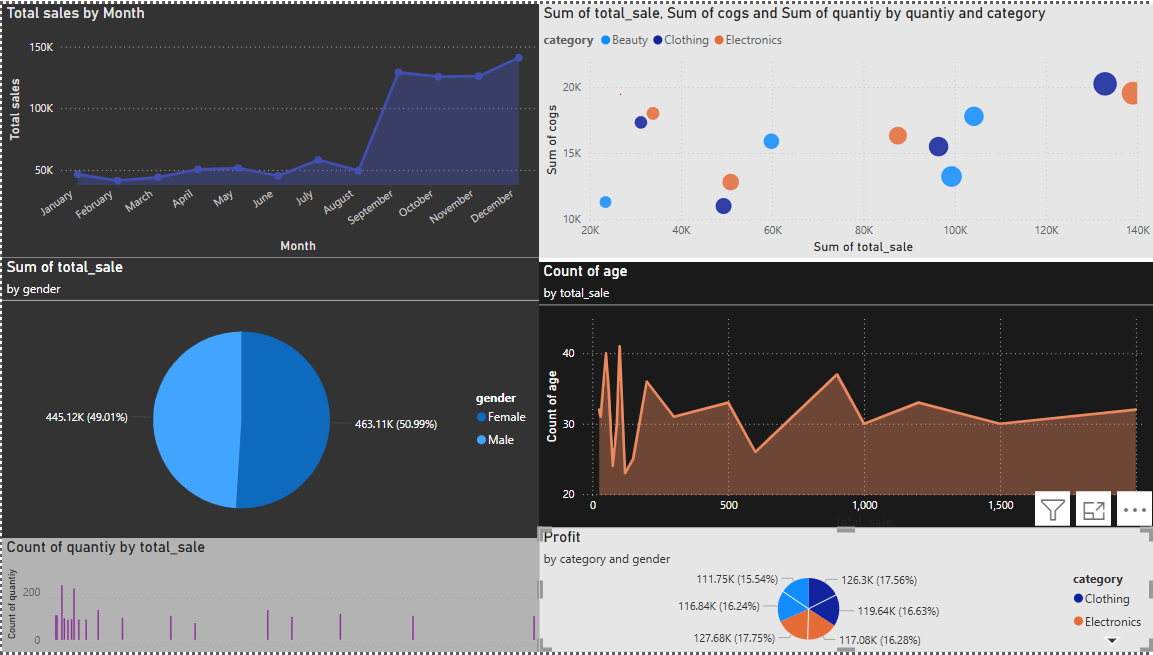 Total sales by Month
150K
100K
50K
Total sales
January
February
March
April
May
June
July
August
September
October
November
December
Month
Sum of total_sale, Sum of cogs and Sum of quantiy by quantiy and category
category Beauty Clothing Electronics
20K
15K
10K
Sum of cogs
20K 40K 60K 80K 100K 120K 140K
Sum of total_sale
Sum of total_sale
by gender
445.12K (49.01%)
463.11K (50.99%)
gender
Female
Male
Count of age
by total_sale
40
30
20
Count of age
0 500 1,000 1,500
Count of quantiy by total_sale
200
0
Count of quantiy
Profit
by category and gender
111.75K (15.54%)
126.3K (17.56%)
116.84K (16.24%)
119.64K (16.63%)
127.68K (17.75%)
117.08K (16.28%)
category
Clothing
Electronics